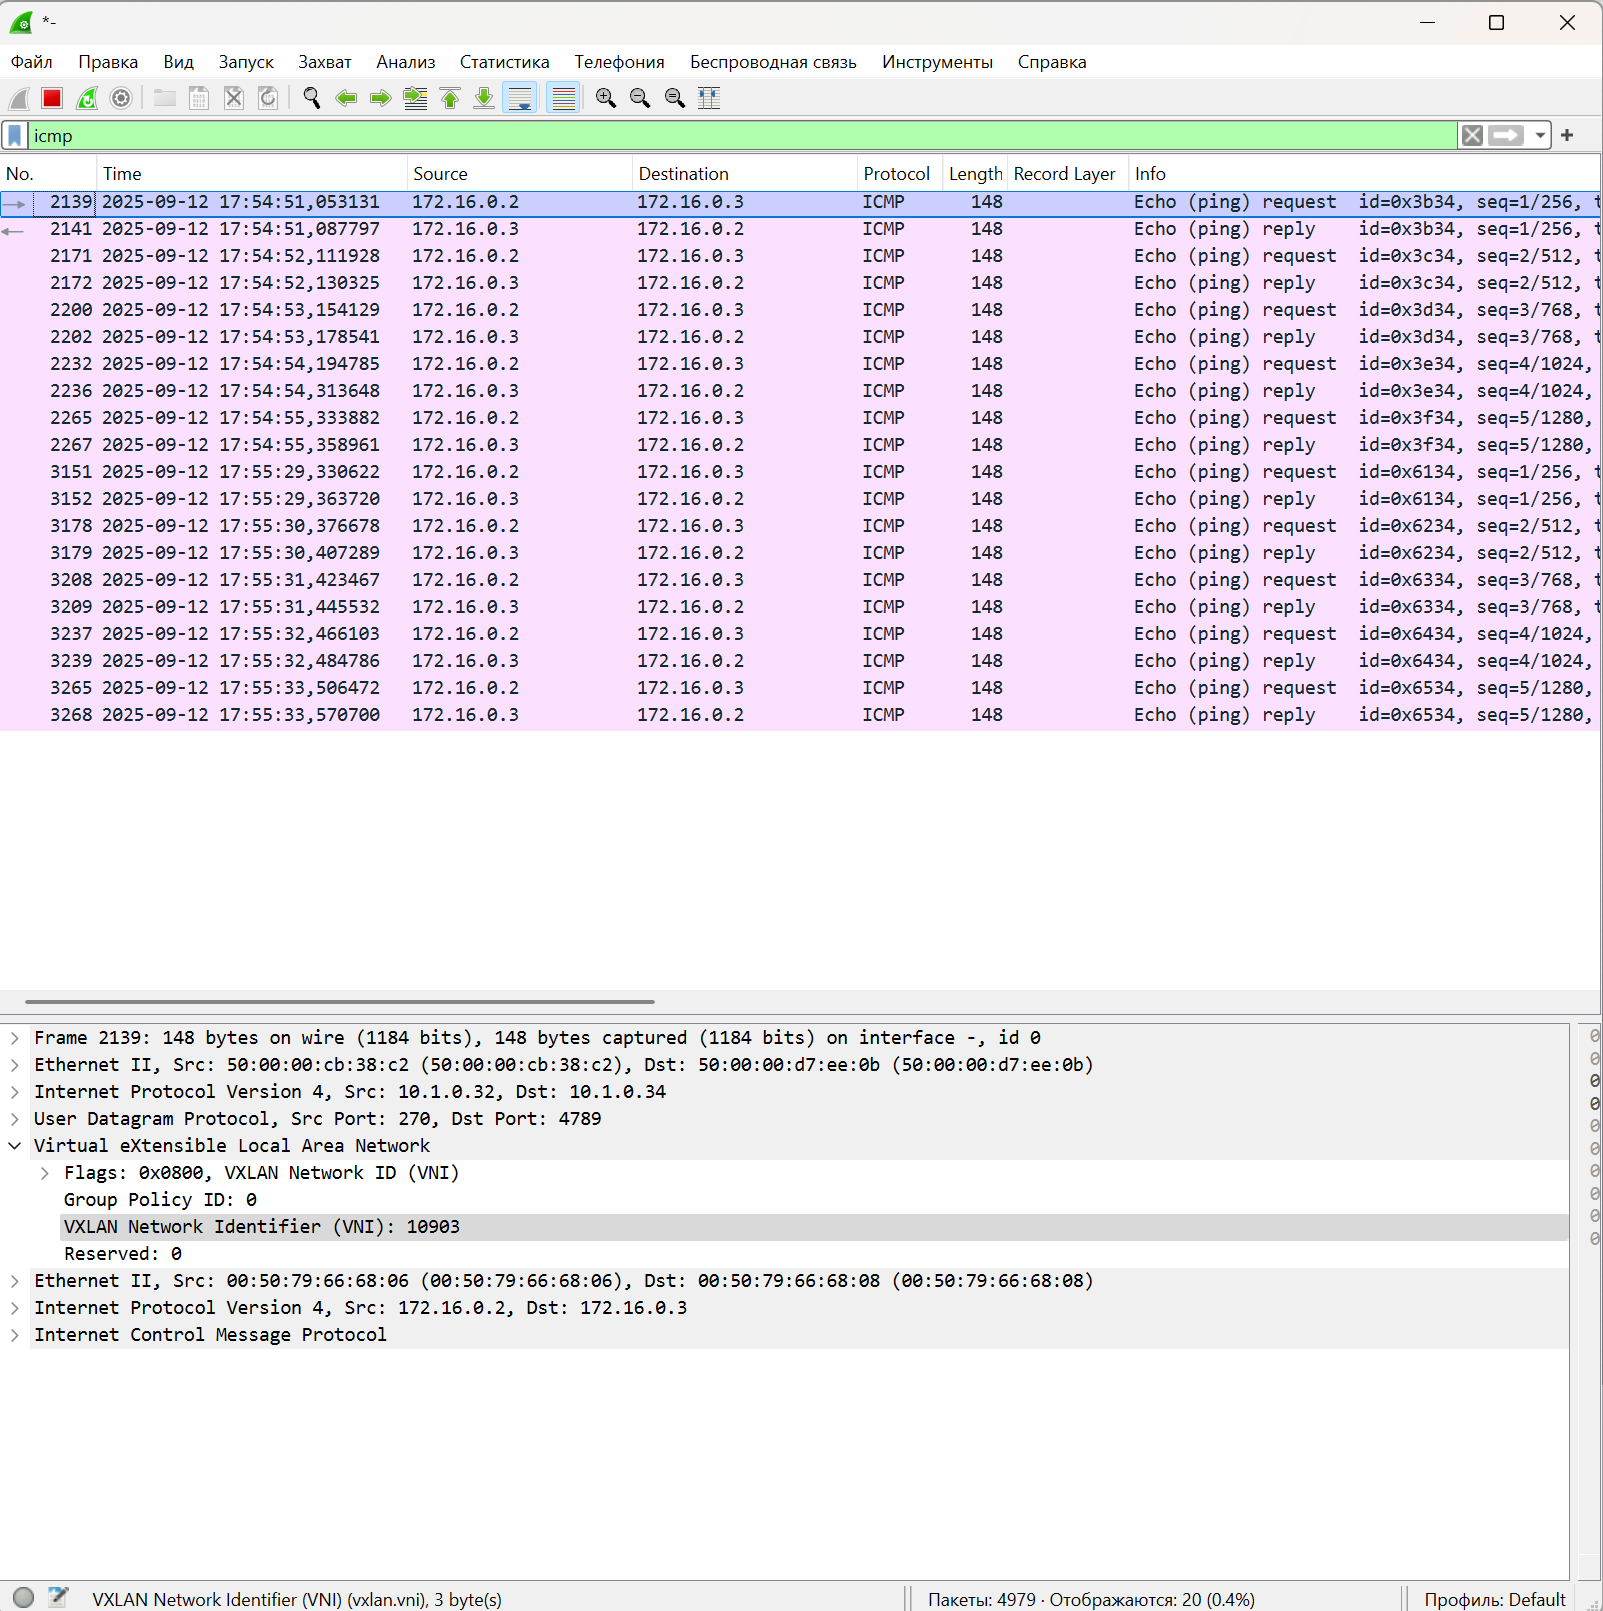 *-
Файл Правка Вид Запуск Захват Анализ Статистика Телефония Беспроводная связь Инструменты Справка
icmp
No. Time Source Destination Protocol Length Record Layer Info
2139 2025-09-12 17:54:51,053131 172.16.0.2 172.16.0.3 ICMP 148 Echo (ping) request id=0x3b34, seq=1/256, t
2141 2025-09-12 17:54:51,087797 172.16.0.3 172.16.0.2 ICMP 148 Echo (ping) reply id=0x3b34, seq=1/256, t
2171 2025-09-12 17:54:52,111928 172.16.0.2 172.16.0.3 ICMP 148 Echo (ping) request id=0x3c34, seq=2/512, t
2172 2025-09-12 17:54:52,130325 172.16.0.3 172.16.0.2 ICMP 148 Echo (ping) reply id=0x3c34, seq=2/512, t
2200 2025-09-12 17:54:53,154129 172.16.0.2 172.16.0.3 ICMP 148 Echo (ping) request id=0x3d34, seq=3/768, t
2202 2025-09-12 17:54:53,178541 172.16.0.3 172.16.0.2 ICMP 148 Echo (ping) reply id=0x3d34, seq=3/768, t
2232 2025-09-12 17:54:54,194785 172.16.0.2 172.16.0.3 ICMP 148 Echo (ping) request id=0x3e34, seq=4/1024,
2236 2025-09-12 17:54:54,313648 172.16.0.3 172.16.0.2 ICMP 148 Echo (ping) reply id=0x3e34, seq=4/1024,
2265 2025-09-12 17:54:55,333882 172.16.0.2 172.16.0.3 ICMP 148 Echo (ping) request id=0x3f34, seq=5/1280,
2267 2025-09-12 17:54:55,358961 172.16.0.3 172.16.0.2 ICMP 148 Echo (ping) reply id=0x3f34, seq=5/1280,
3151 2025-09-12 17:55:29,330622 172.16.0.2 172.16.0.3 ICMP 148 Echo (ping) request id=0x6134, seq=1/256, t
3152 2025-09-12 17:55:29,363720 172.16.0.3 172.16.0.2 ICMP 148 Echo (ping) reply id=0x6134, seq=1/256, t
3178 2025-09-12 17:55:30,376678 172.16.0.2 172.16.0.3 ICMP 148 Echo (ping) request id=0x6234, seq=2/512, t
3179 2025-09-12 17:55:30,407289 172.16.0.3 172.16.0.2 ICMP 148 Echo (ping) reply id=0x6234, seq=2/512, t
3208 2025-09-12 17:55:31,423467 172.16.0.2 172.16.0.3 ICMP 148 Echo (ping) request id=0x6334, seq=3/768, t
3209 2025-09-12 17:55:31,445532 172.16.0.3 172.16.0.2 ICMP 148 Echo (ping) reply id=0x6334, seq=3/768, t
3237 2025-09-12 17:55:32,466103 172.16.0.2 172.16.0.3 ICMP 148 Echo (ping) request id=0x6434, seq=4/1024,
3239 2025-09-12 17:55:32,484786 172.16.0.3 172.16.0.2 ICMP 148 Echo (ping) reply id=0x6434, seq=4/1024,
3265 2025-09-12 17:55:33,506472 172.16.0.2 172.16.0.3 ICMP 148 Echo (ping) request id=0x6534, seq=5/1280,
3268 2025-09-12 17:55:33,570700 172.16.0.3 172.16.0.2 ICMP 148 Echo (ping) reply id=0x6534, seq=5/1280,
Frame 2139: 148 bytes on wire (1184 bits), 148 bytes captured (1184 bits) on interface -, id 0
Ethernet II, Src: 50:00:00:cb:38:c2 (50:00:00:cb:38:c2), Dst: 50:00:00:d7:ee:0b (50:00:00:d7:ee:0b)
Internet Protocol Version 4, Src: 10.1.0.32, Dst: 10.1.0.34
User Datagram Protocol, Src Port: 270, Dst Port: 4789
Virtual eXtensible Local Area Network
Flags: 0x0800, VXLAN Network ID (VNI)
Group Policy ID: 0
VXLAN Network Identifier (VNI): 10903
Reserved: 0
Ethernet II, Src: 00:50:79:66:68:06 (00:50:79:66:68:06), Dst: 00:50:79:66:68:08 (00:50:79:66:68:08)
Internet Protocol Version 4, Src: 172.16.0.2, Dst: 172.16.0.3
Internet Control Message Protocol
0
0
0
0
0
0
0
0
0
0
VXLAN Network Identifier (VNI) (vxlan.vni), 3 byte(s) Пакеты: 4979 · Отображаются: 20 (0.4%) Профиль: Default